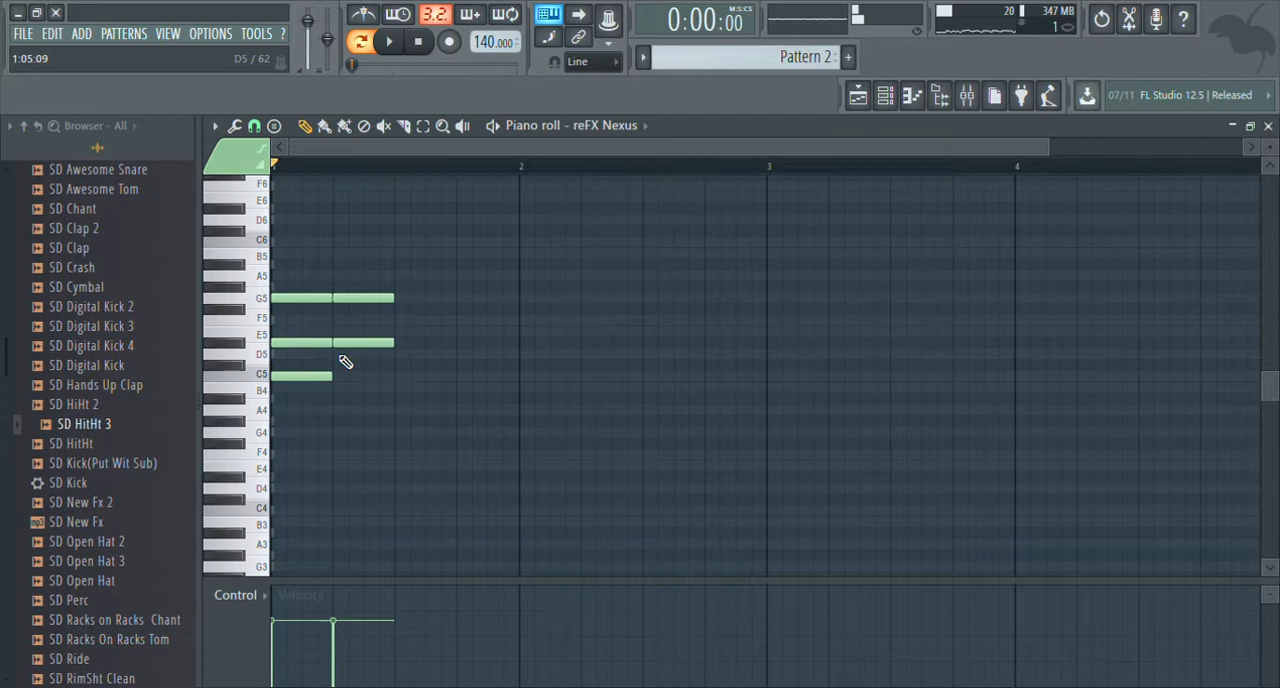 FILE EDIT ADD PATTERNS VIEW OPTIONS TOOLS ?
1:05:09 D5 / 62
3.2.
140.000
0:00:00 M:S:CS
Line
Pattern 2
20 347 MB
1
07/11 FL Studio 12.5 | Released
Browser - All
Piano roll - reFX Nexus
SD Awesome Snare
SD Awesome Tom
SD Chant
SD Clap 2
SD Clap
SD Crash
SD Cymbal
SD Digital Kick 2
SD Digital Kick 3
SD Digital Kick 4
SD Digital Kick
SD Hands Up Clap
SD HiHt 2
SD HitHt 3
SD HitHt
SD Kick(Put Wit Sub)
SD Kick
SD New Fx 2
SD New Fx
SD Open Hat 2
SD Open Hat 3
SD Open Hat
SD Perc
SD Racks on Racks Chant
SD Racks On Racks Tom
SD Ride
SD RimSht Clean
2 3 4
F6
E6
D6
C6
B5
A5
G5
F5
E5
D5
C5
B4
A4
G4
F4
E4
D4
C4
B3
A3
G3
Control Velocity